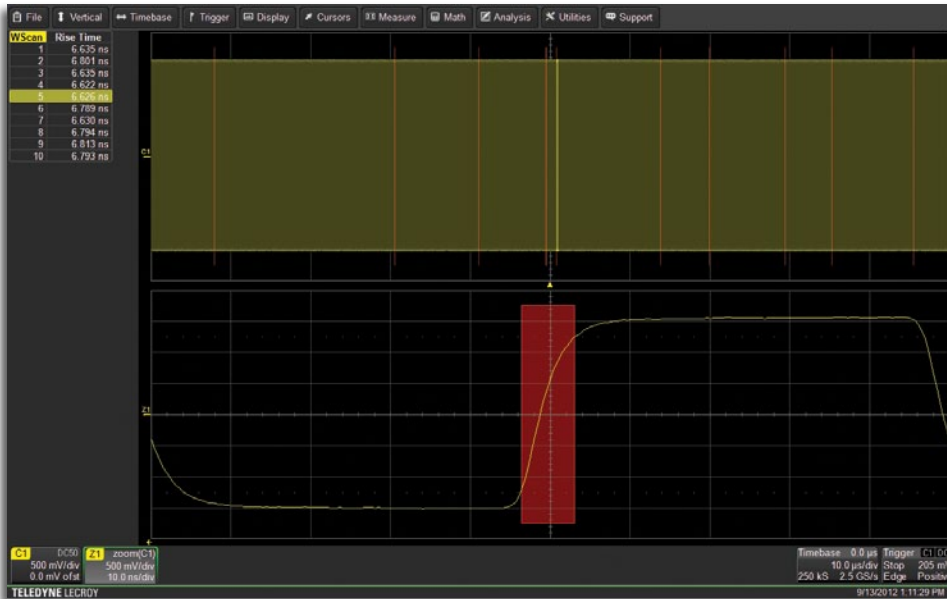 File Vertical Timebase Trigger Display Cursors Measure Math Analysis Utilities Support
WScan Rise Time
1 6.635 ns
2 6.801 ns
3 6.635 ns
4 6.622 ns
5 6.626 ns
6 6.789 ns
7 6.630 ns
8 6.794 ns
9 6.813 ns
10 6.793 ns
C1
Z1
C1 DC50
500 mV/div
0.0 mV ofst
Z1 zoom(C1)
500 mV/div
10.0 ns/div
Timebase 0.0 µs
10.0 µs/div
250 kS 2.5 GS/s
Trigger C1 DC
Stop 205 m
Edge Positiv
TELEDYNE LECROY
9/13/2012 1:11:29 PM